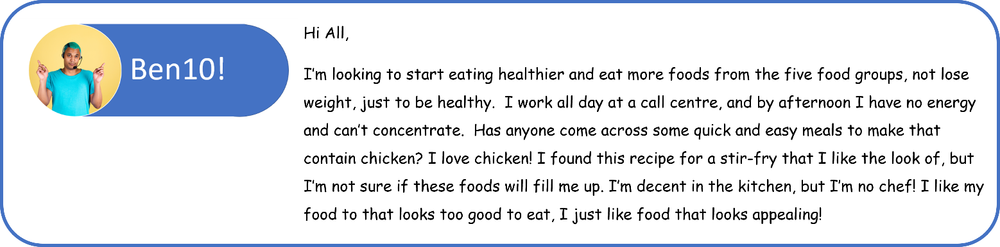 Ben10!
Hi All,
I'm looking to start eating healthier and eat more foods from the five food groups, not lose
weight, just to be healthy.  I work all day at a call centre, and by afternoon I have no energy
and can't concentrate.  Has anyone come across some quick and easy meals to make that
contain chicken? I love chicken! I found this recipe for a stir-fry that I like the look of, but
I'm not sure if these foods will fill me up. I'm decent in the kitchen, but I'm no chef! I like my
food to that looks too good to eat, I just like food that looks appealing!